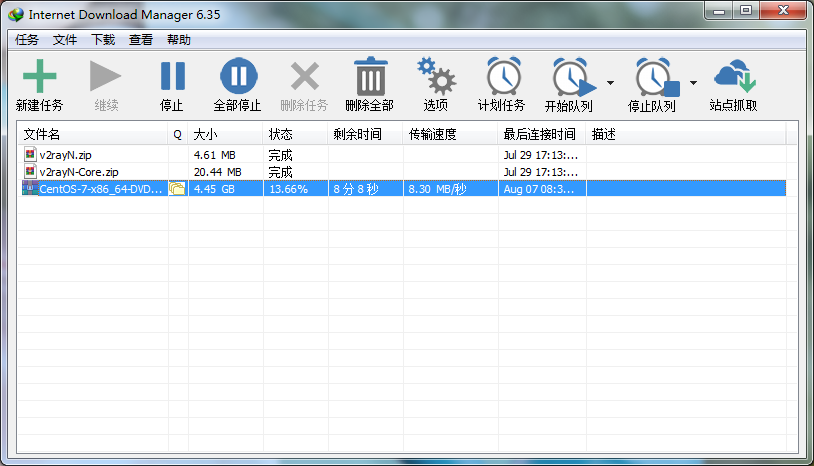 Internet Download Manager 6.35
任务 文件 下载 查看 帮助
新建任务 继续 停止 全部停止 删除任务 删除全部 选项 计划任务 开始队列 停止队列 站点抓取
文件名 Q 大小 状态 剩余时间 传输速度 最后连接时间 描述
v2rayN.zip 4.61 MB 完成 Jul 29 17:13:...
v2rayN-Core.zip 20.44 MB 完成 Jul 29 17:13:...
CentOS-7-x86_64-DVD... 4.45 GB 13.66% 8 分 8 秒 8.30 MB/秒 Aug 07 08:3...